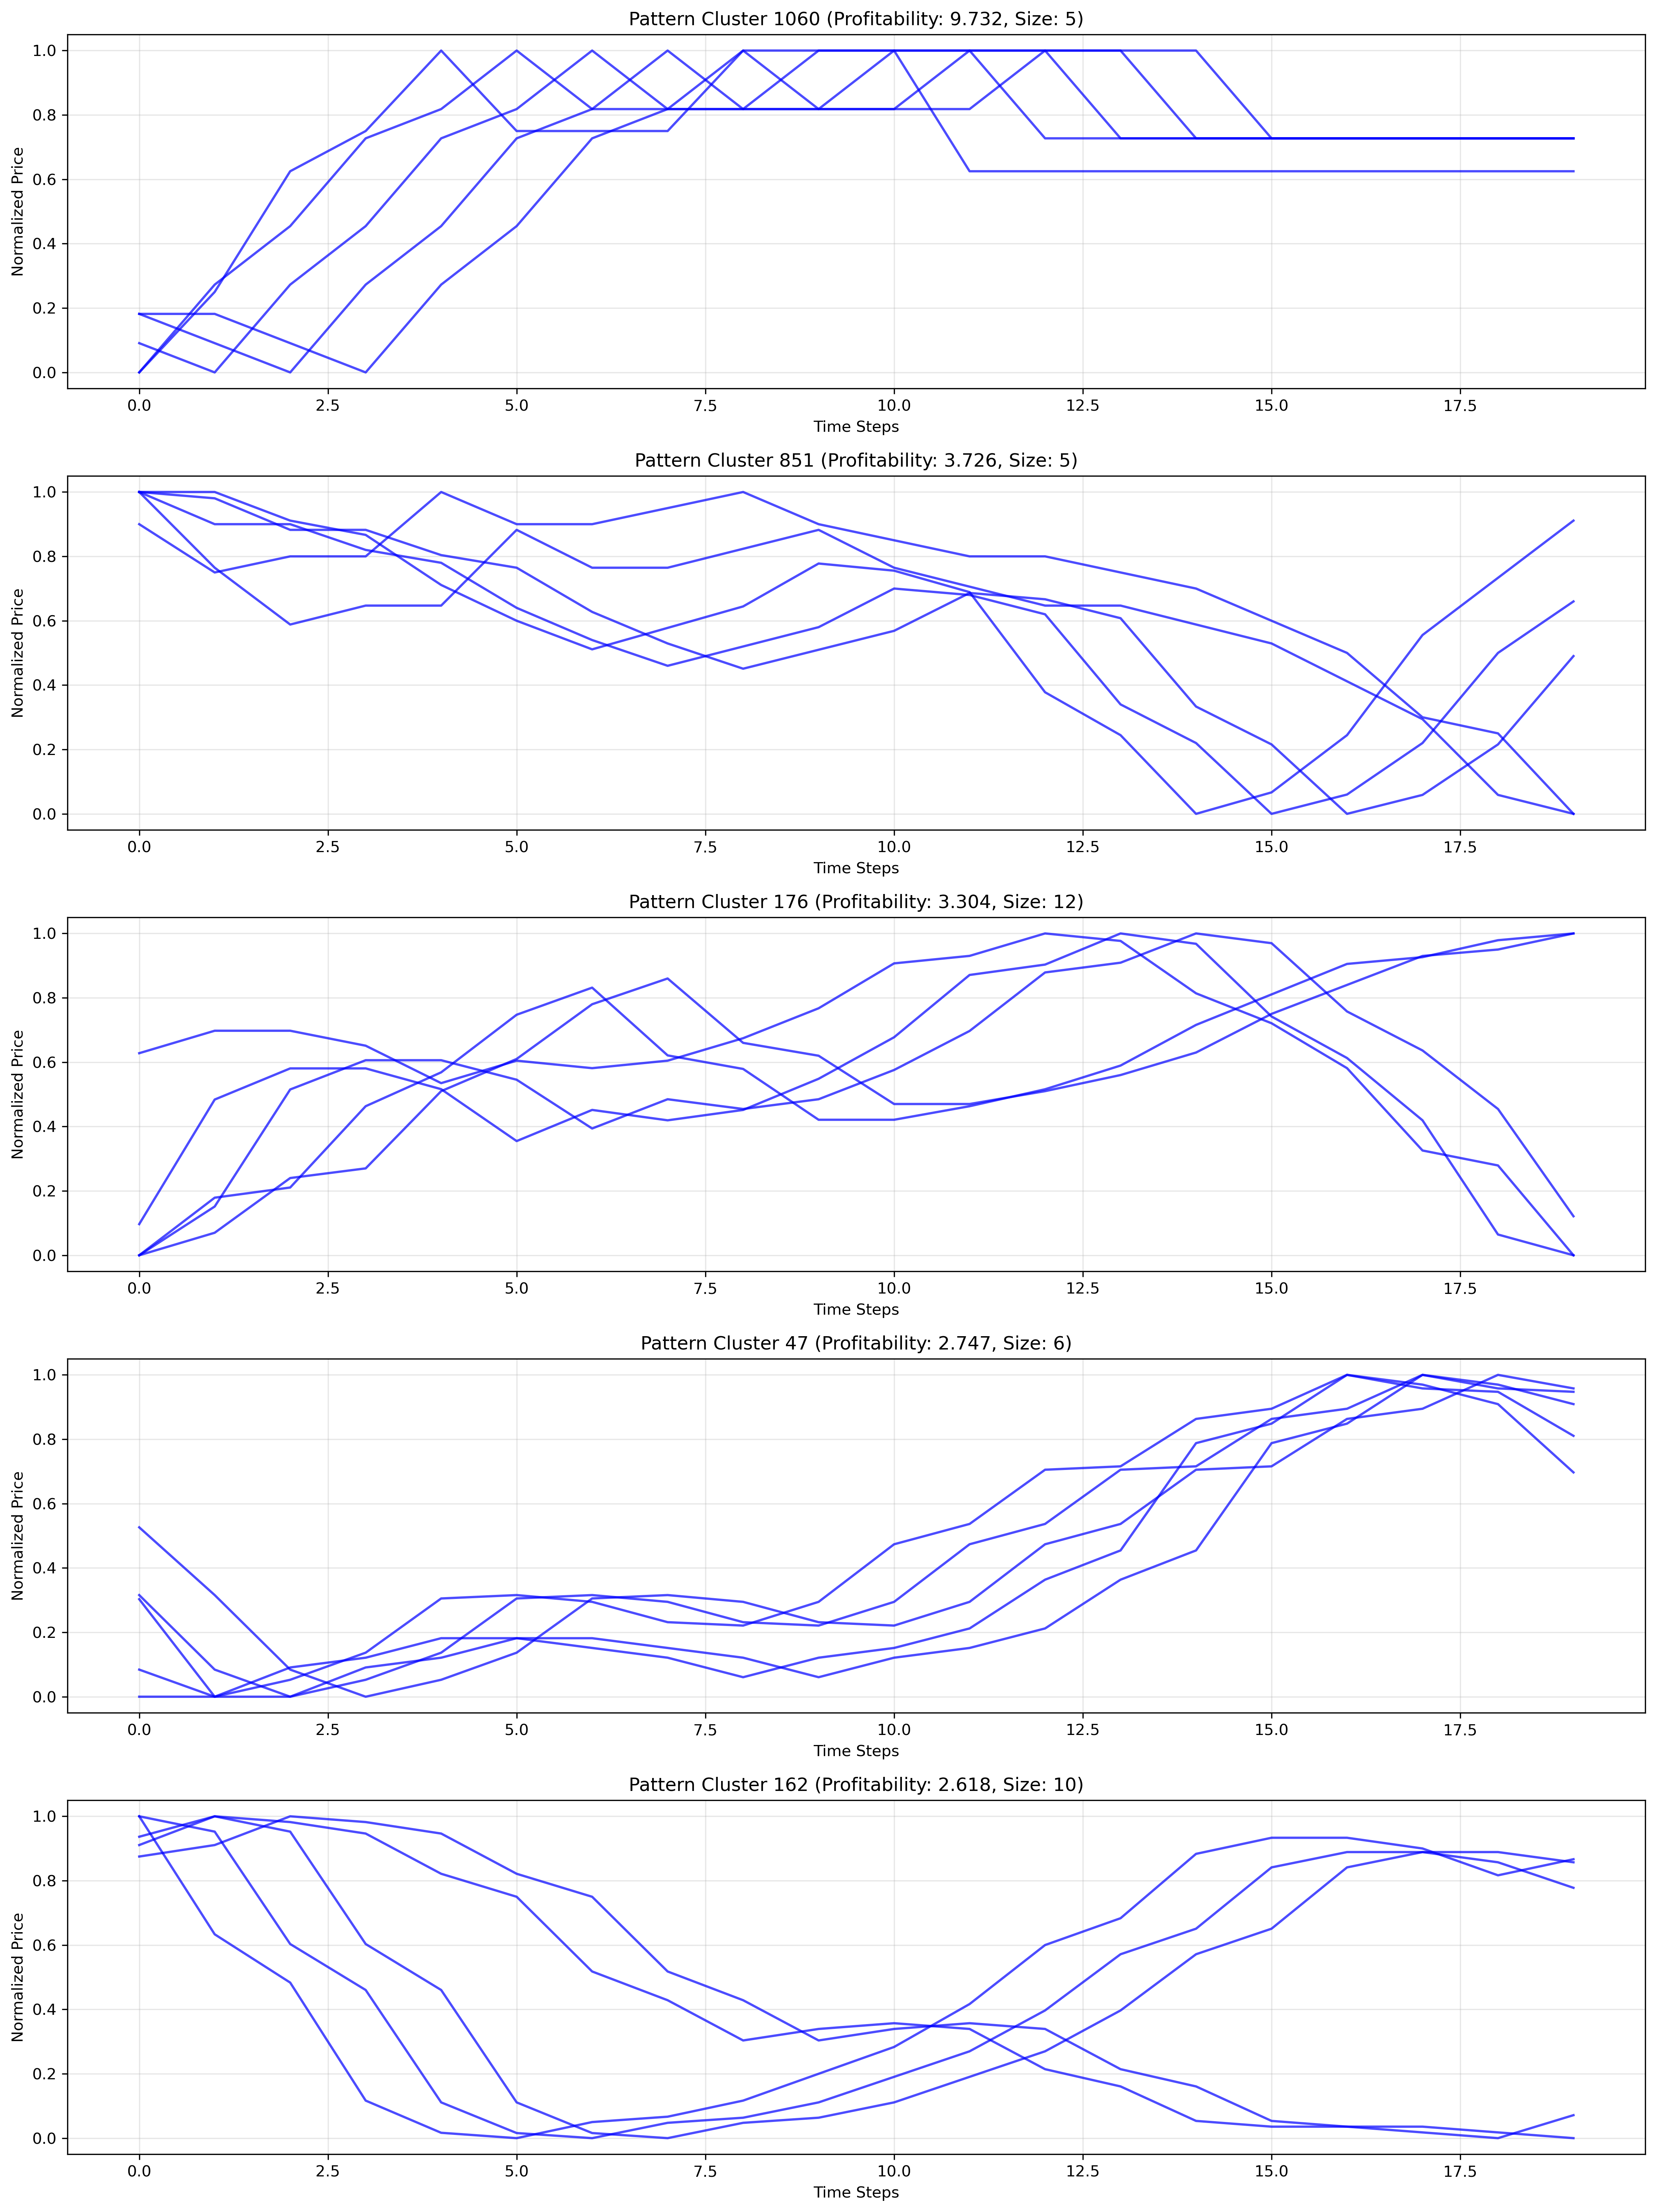 Pattern Cluster 1060 (Profitability: 9.732, Size: 5)
1.0
0.8
0.6
0.4
0.2
0.0
Normalized Price
0.0 2.5 5.0 7.5 10.0 12.5 15.0 17.5
Time Steps
Pattern Cluster 851 (Profitability: 3.726, Size: 5)
1.0
0.8
0.6
0.4
0.2
0.0
Normalized Price
0.0 2.5 5.0 7.5 10.0 12.5 15.0 17.5
Time Steps
Pattern Cluster 176 (Profitability: 3.304, Size: 12)
1.0
0.8
0.6
0.4
0.2
0.0
Normalized Price
0.0 2.5 5.0 7.5 10.0 12.5 15.0 17.5
Time Steps
Pattern Cluster 47 (Profitability: 2.747, Size: 6)
1.0
0.8
0.6
0.4
0.2
0.0
Normalized Price
0.0 2.5 5.0 7.5 10.0 12.5 15.0 17.5
Time Steps
Pattern Cluster 162 (Profitability: 2.618, Size: 10)
1.0
0.8
0.6
0.4
0.2
0.0
Normalized Price
0.0 2.5 5.0 7.5 10.0 12.5 15.0 17.5
Time Steps